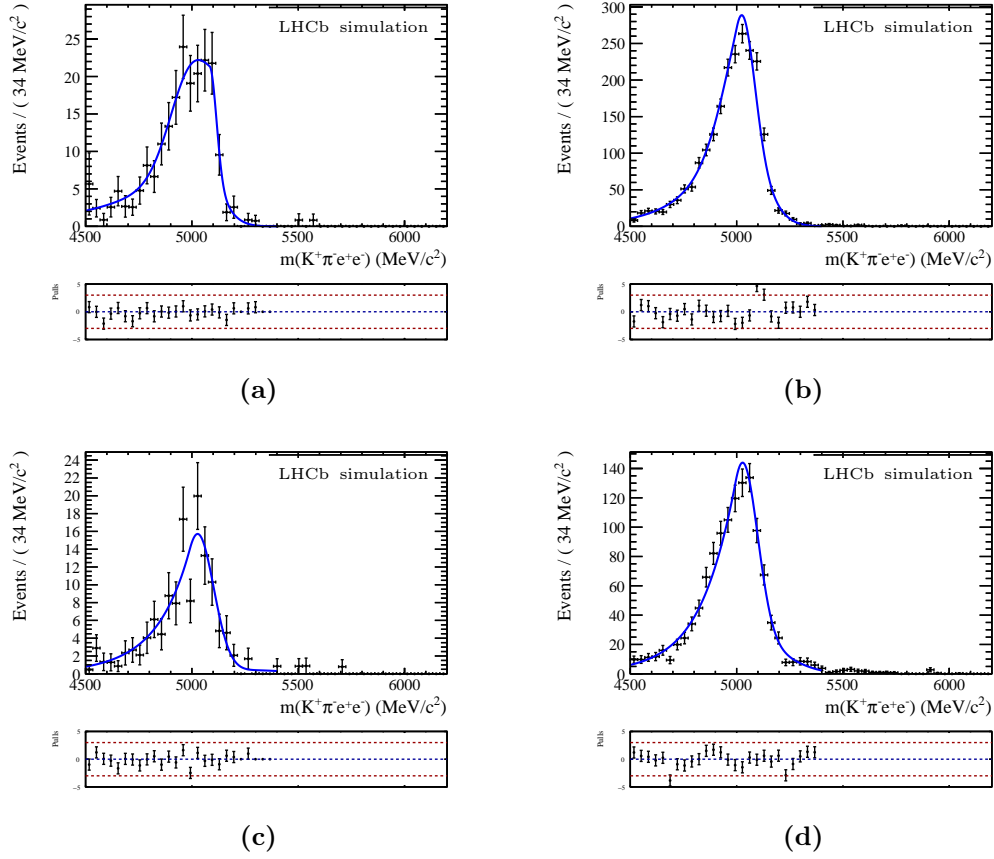 LHCb simulation
Events / ( 34 MeV/c²)
25
20
15
10
5
0
4500 5000 5500 6000
m(K⁺π⁻e⁺e⁻) (MeV/c²)
Pulls
5
0
−5
(a)
LHCb simulation
Events / ( 34 MeV/c²)
300
250
200
150
100
50
0
4500 5000 5500 6000
m(K⁺π⁻e⁺e⁻) (MeV/c²)
Pulls
5
0
−5
(b)
LHCb simulation
Events / ( 34 MeV/c²)
24
22
20
18
16
14
12
10
8
6
4
2
0
4500 5000 5500 6000
m(K⁺π⁻e⁺e⁻) (MeV/c²)
Pulls
5
0
−5
(c)
LHCb simulation
Events / ( 34 MeV/c²)
140
120
100
80
60
40
20
0
4500 5000 5500 6000
m(K⁺π⁻e⁺e⁻) (MeV/c²)
Pulls
5
0
−5
(d)